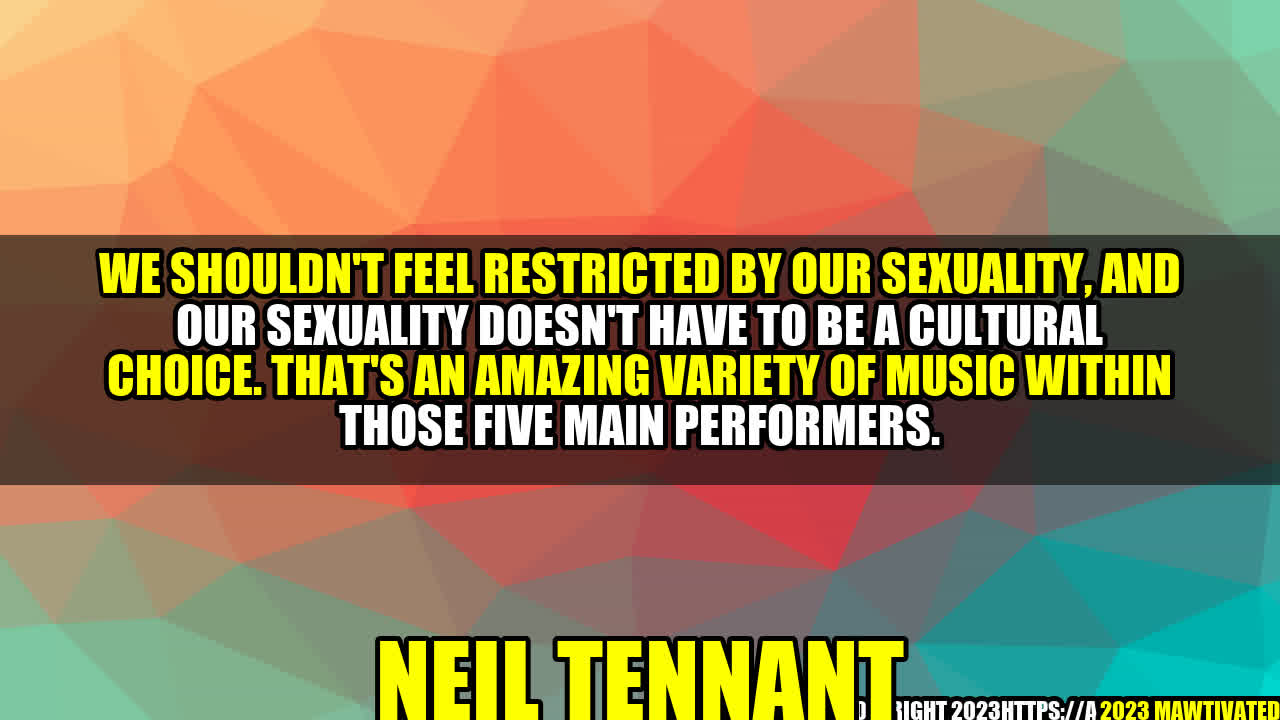 WE SHOULDN'T FEEL RESTRICTED BY OUR SEXUALITY, AND
OUR SEXUALITY DOESN'T HAVE TO BE A CULTURAL
CHOICE. THAT'S AN AMAZING VARIETY OF MUSIC WITHIN
THOSE FIVE MAIN PERFORMERS.
NEIL TENNANT
RIGHT 2023HTTPS://A 2023 MAWTIVATED